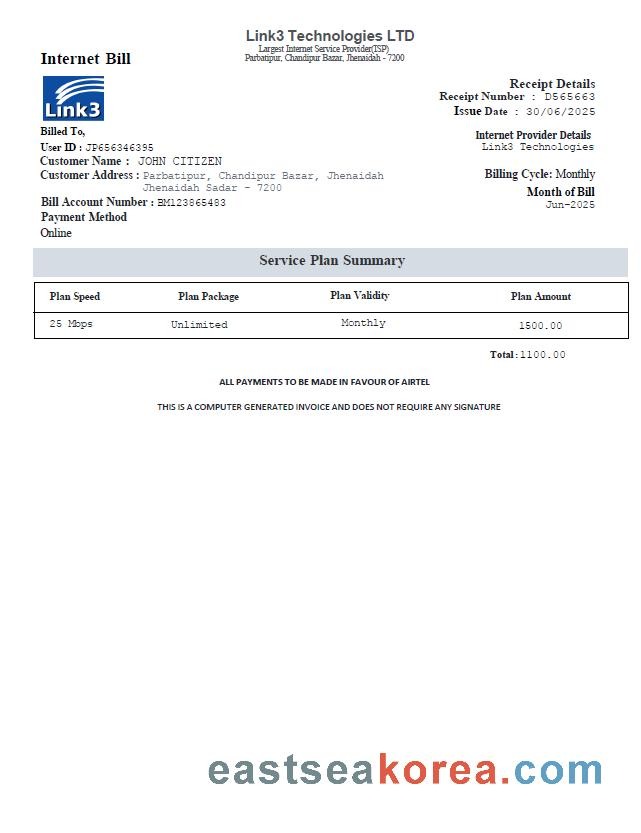 Link3 Technologies LTD
Largest Internet Service Provider(ISP)
Parbatipur, Chandipur Bazar, Jhenaidah - 7200
Internet Bill
Link3
Receipt Details
Receipt Number : D565663
Issue Date : 30/06/2025
Billed To,
User ID : JP656346395
Customer Name : JOHN CITIZEN
Customer Address : Parbatipur, Chandipur Bazar, Jhenaidah
Jhenaidah Sadar - 7200
Bill Account Number : BM123865483
Payment Method
Online
Internet Provider Details
Link3 Technologies
Billing Cycle: Monthly
Month of Bill
Jun-2025
Service Plan Summary
Plan Speed Plan Package Plan Validity Plan Amount
25 Mbps Unlimited Monthly 1500.00
Total :1100.00
ALL PAYMENTS TO BE MADE IN FAVOUR OF AIRTEL
THIS IS A COMPUTER GENERATED INVOICE AND DOES NOT REQUIRE ANY SIGNATURE
eastseakorea.com